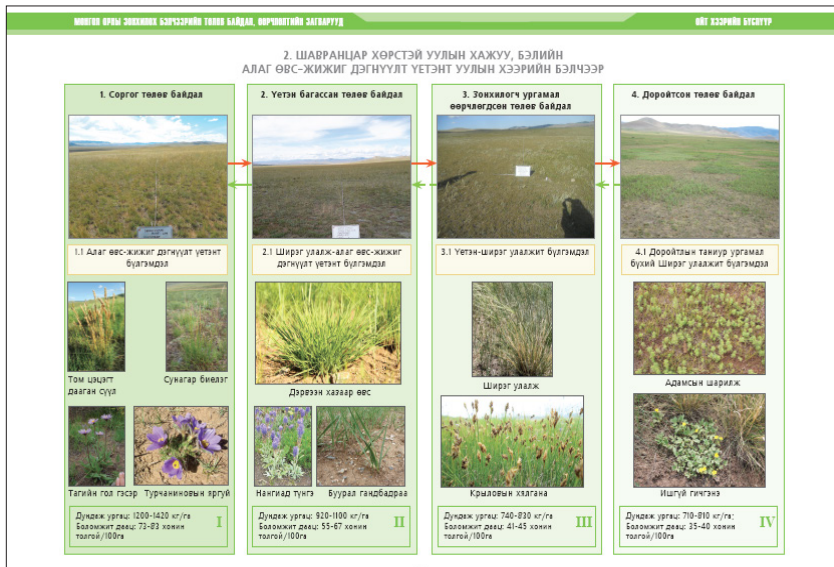 МОНГОЛ ОРНЫ ЗОНХИЛОХ БЭЛЧЭЭРИЙН ТӨЛӨВ БАЙДАЛ, ӨӨРЧЛӨЛТИЙН ЗАГВАРУУД
ОЙТ ХЭЭРИЙН БҮСЛҮҮР
2. ШАВРАНЦАР ХӨРСТЭЙ УУЛЫН ХАЖУУ, БЭЛИЙН
АЛАГ ӨВС-ЖИЖИГ ДЭГНҮҮЛТ ҮЕТЭНТ УУЛЫН ХЭЭРИЙН БЭЛЧЭЭР
1. Соргог төлөв байдал
1.1 Алаг өвс-жижиг дэгнүүлт үетэнт
бүлгэмдэл
Том цэцэгт
дааган сүүл
Сунагар биелэг
Тагийн гол гэсэр
Турчаниновын яргуй
Дундаж ургац: 1200-1420 кг/га
Боломжит даац: 73-83 хонин
толгой/100га
I
2. Үетэн багассан төлөв байдал
2.1 Ширэг улалж-алаг өвс-жижиг
дэгнүүлт үетэнт бүлгэмдэл
Дэрвээн хазаар өвс
Нангиад түнгэ
Буурал гандбадраа
Дундаж ургац: 920-1100 кг/га
Боломжит даац: 55-67 хонин
толгой/100га
II
3. Зонхилогч ургамал
өөрчлөгдсөн төлөв байдал
3.1 Үетэн-ширэг улалжит бүлгэмдэл
Ширэг улалж
Крыловын хялгана
Дундаж ургац: 740-830 кг/га
Боломжит даац: 41-45 хонин
толгой/100га
III
4. Доройтсон төлөв байдал
4.1 Доройтлын таниур ургамал
бүхий Ширэг улалжит бүлгэмдэл
Адамсын шарилж
Ишгүй гичгэнэ
Дундаж ургац: 710-810 кг/га;
Боломжит даац: 35-40 хонин
толгой/100га
IV